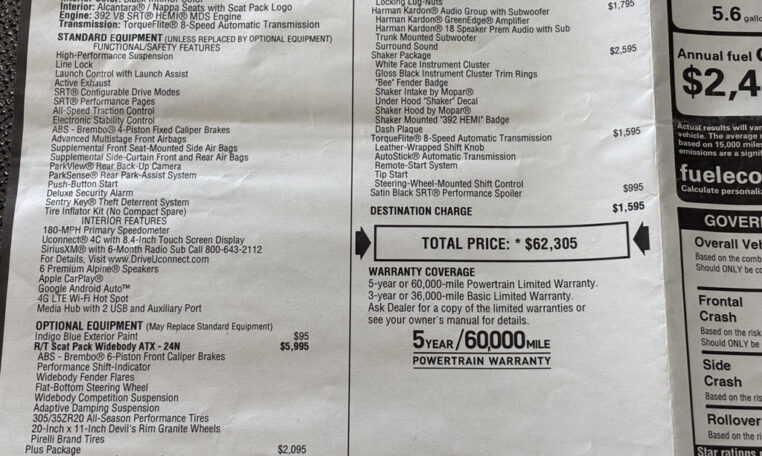 Interior: Alcantara® / Nappa Seats with Scat Pack Logo
Engine: 392 V8 SRT® HEMI® MDS Engine
Transmission: TorqueFlite® 8-Speed Automatic Transmission
STANDARD EQUIPMENT (UNLESS REPLACED BY OPTIONAL EQUIPMENT)
FUNCTIONAL/SAFETY FEATURES
High-Performance Suspension
Line Lock
Launch Control with Launch Assist
Active Exhaust
SRT® Configurable Drive Modes
SRT® Performance Pages
All-Speed Traction Control
Electronic Stability Control
ABS - Brembo® 4-Piston Fixed Caliper Brakes
Advanced Multistage Front Airbags
Supplemental Front Seat-Mounted Side Air Bags
Supplemental Side-Curtain Front and Rear Air Bags
ParkView® Rear Back-Up Camera
ParkSense® Rear Park-Assist System
Push-Button Start
Deluxe Security Alarm
Sentry Key® Theft Deterrent System
Tire Inflator Kit (No Compact Spare)
INTERIOR FEATURES
180-MPH Primary Speedometer
Uconnect® 4C with 8.4-Inch Touch Screen Display
SiriusXM® with 6-Month Radio Sub Call 800-643-2112
For Details, Visit www.DriveUconnect.com
6 Premium Alpine® Speakers
Apple CarPlay®
Google Android Auto™
4G LTE Wi-Fi Hot Spot
Media Hub with 2 USB and Auxiliary Port
OPTIONAL EQUIPMENT (May Replace Standard Equipment)
Indigo Blue Exterior Paint $95
R/T Scat Pack Widebody ATX - 24N $5,995
ABS - Brembo® 6-Piston Front Caliper Brakes
Performance Shift-Indicator
Widebody Fender Flares
Flat-Bottom Steering Wheel
Widebody Competition Suspension
Adaptive Damping Suspension
305/35ZR20 All-Season Performance Tires
20-Inch x 11-Inch Devil's Rim Granite Wheels
Pirelli Brand Tires
Plus Package $2,095
Locking Lug-Nuts
Harman Kardon® Audio Group with Subwoofer $1,795
Harman Kardon® GreenEdge® Amplifier
Harman Kardon® 18 Speaker Prem Audio with Sub
Trunk Mounted Subwoofer
Surround Sound
Shaker Package $2,595
White Face Instrument Cluster
Gloss Black Instrument Cluster Trim Rings
"Bee" Fender Badge
Shaker Intake by Mopar®
Under Hood "Shaker" Decal
Shaker Hood by Mopar®
Shaker Mounted "392 HEMI" Badge
Dash Plaque
TorqueFlite® 8-Speed Automatic Transmission $1,595
Leather-Wrapped Shift Knob
AutoStick® Automatic Transmission
Remote-Start System
Tip Start
Steering-Wheel-Mounted Shift Control
Satin Black SRT® Performance Spoiler $995
DESTINATION CHARGE $1,595
TOTAL PRICE: * $62,305
WARRANTY COVERAGE
5-year or 60,000-mile Powertrain Limited Warranty.
3-year or 36,000-mile Basic Limited Warranty.
Ask Dealer for a copy of the limited warranties or
see your owner's manual for details.
5 YEAR / 60,000 MILE
POWERTRAIN WARRANTY
5.6
Annual fuel
$2,4
Actual results will
vehicle. The average
based on 15,000 miles
emissions are a
fueleco
Calculate
GOVER
Overall
Based on the
Should ONLY be
Frontal
Crash
Based on the risk
Should ONLY be
Side
Crash
Based on the
Rollover
Based on the
Star ratings